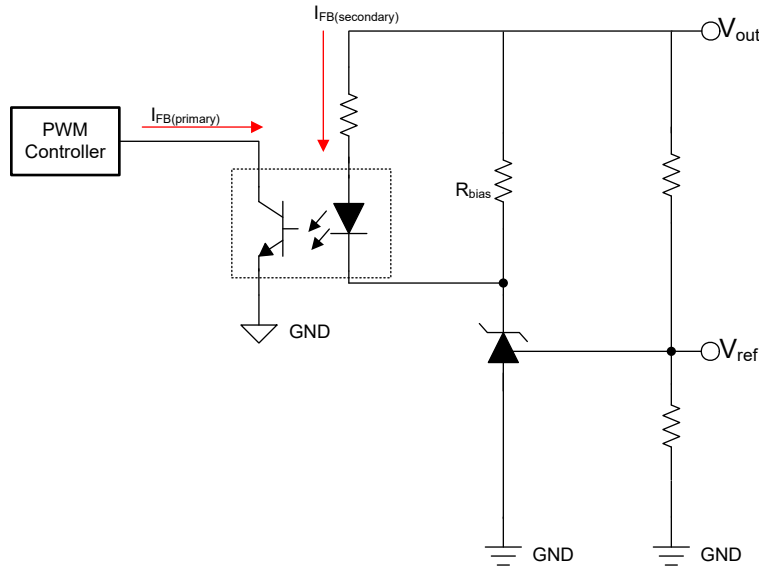 I_FB(secondary)
V_out
I_FB(primary)
PWM
Controller
R_bias
GND
V_ref
GND
GND